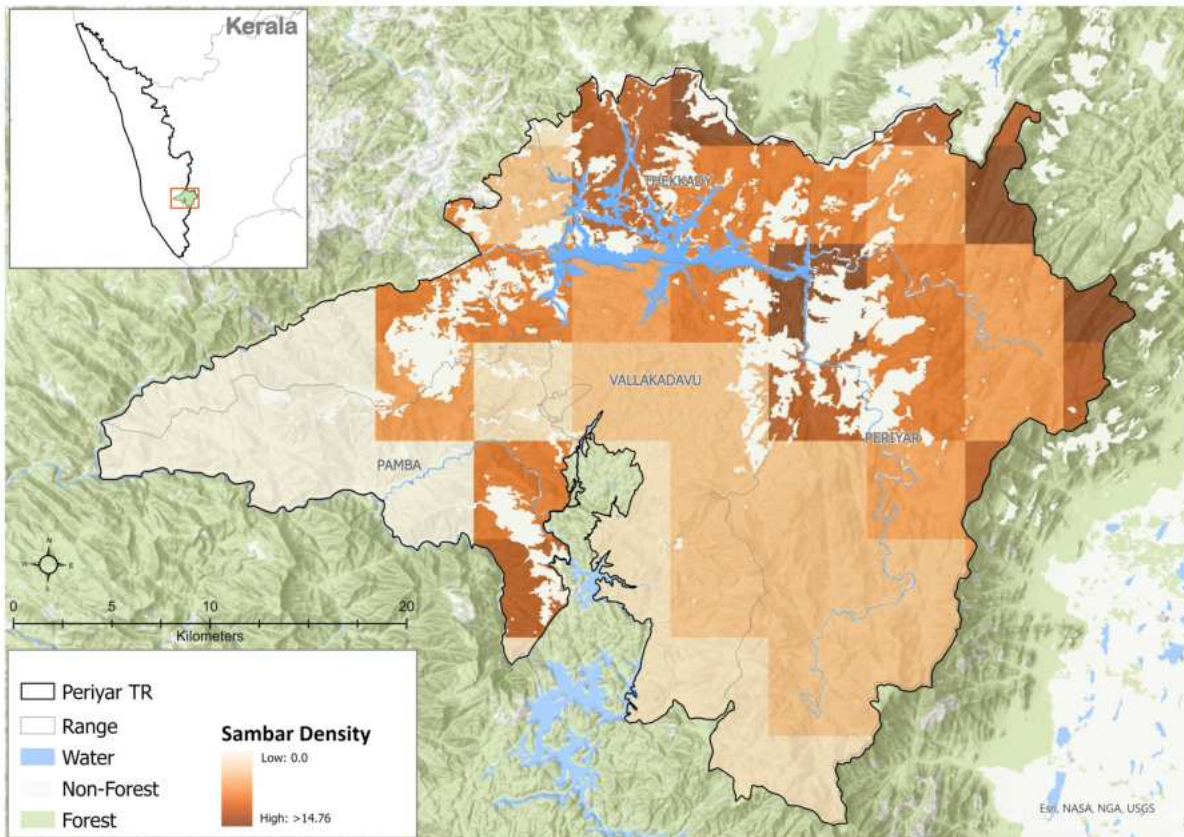 Kerala
THEKKADY
VALLAKADAVU
PERIYAR
PAMBA
N
W E
S
0 5 10 20
Kilometers
Periyar TR
Range
Water
Non-Forest
Forest
Sambar Density
Low: 0.0
High: >14.76
Esri, NASA, NGA, USGS